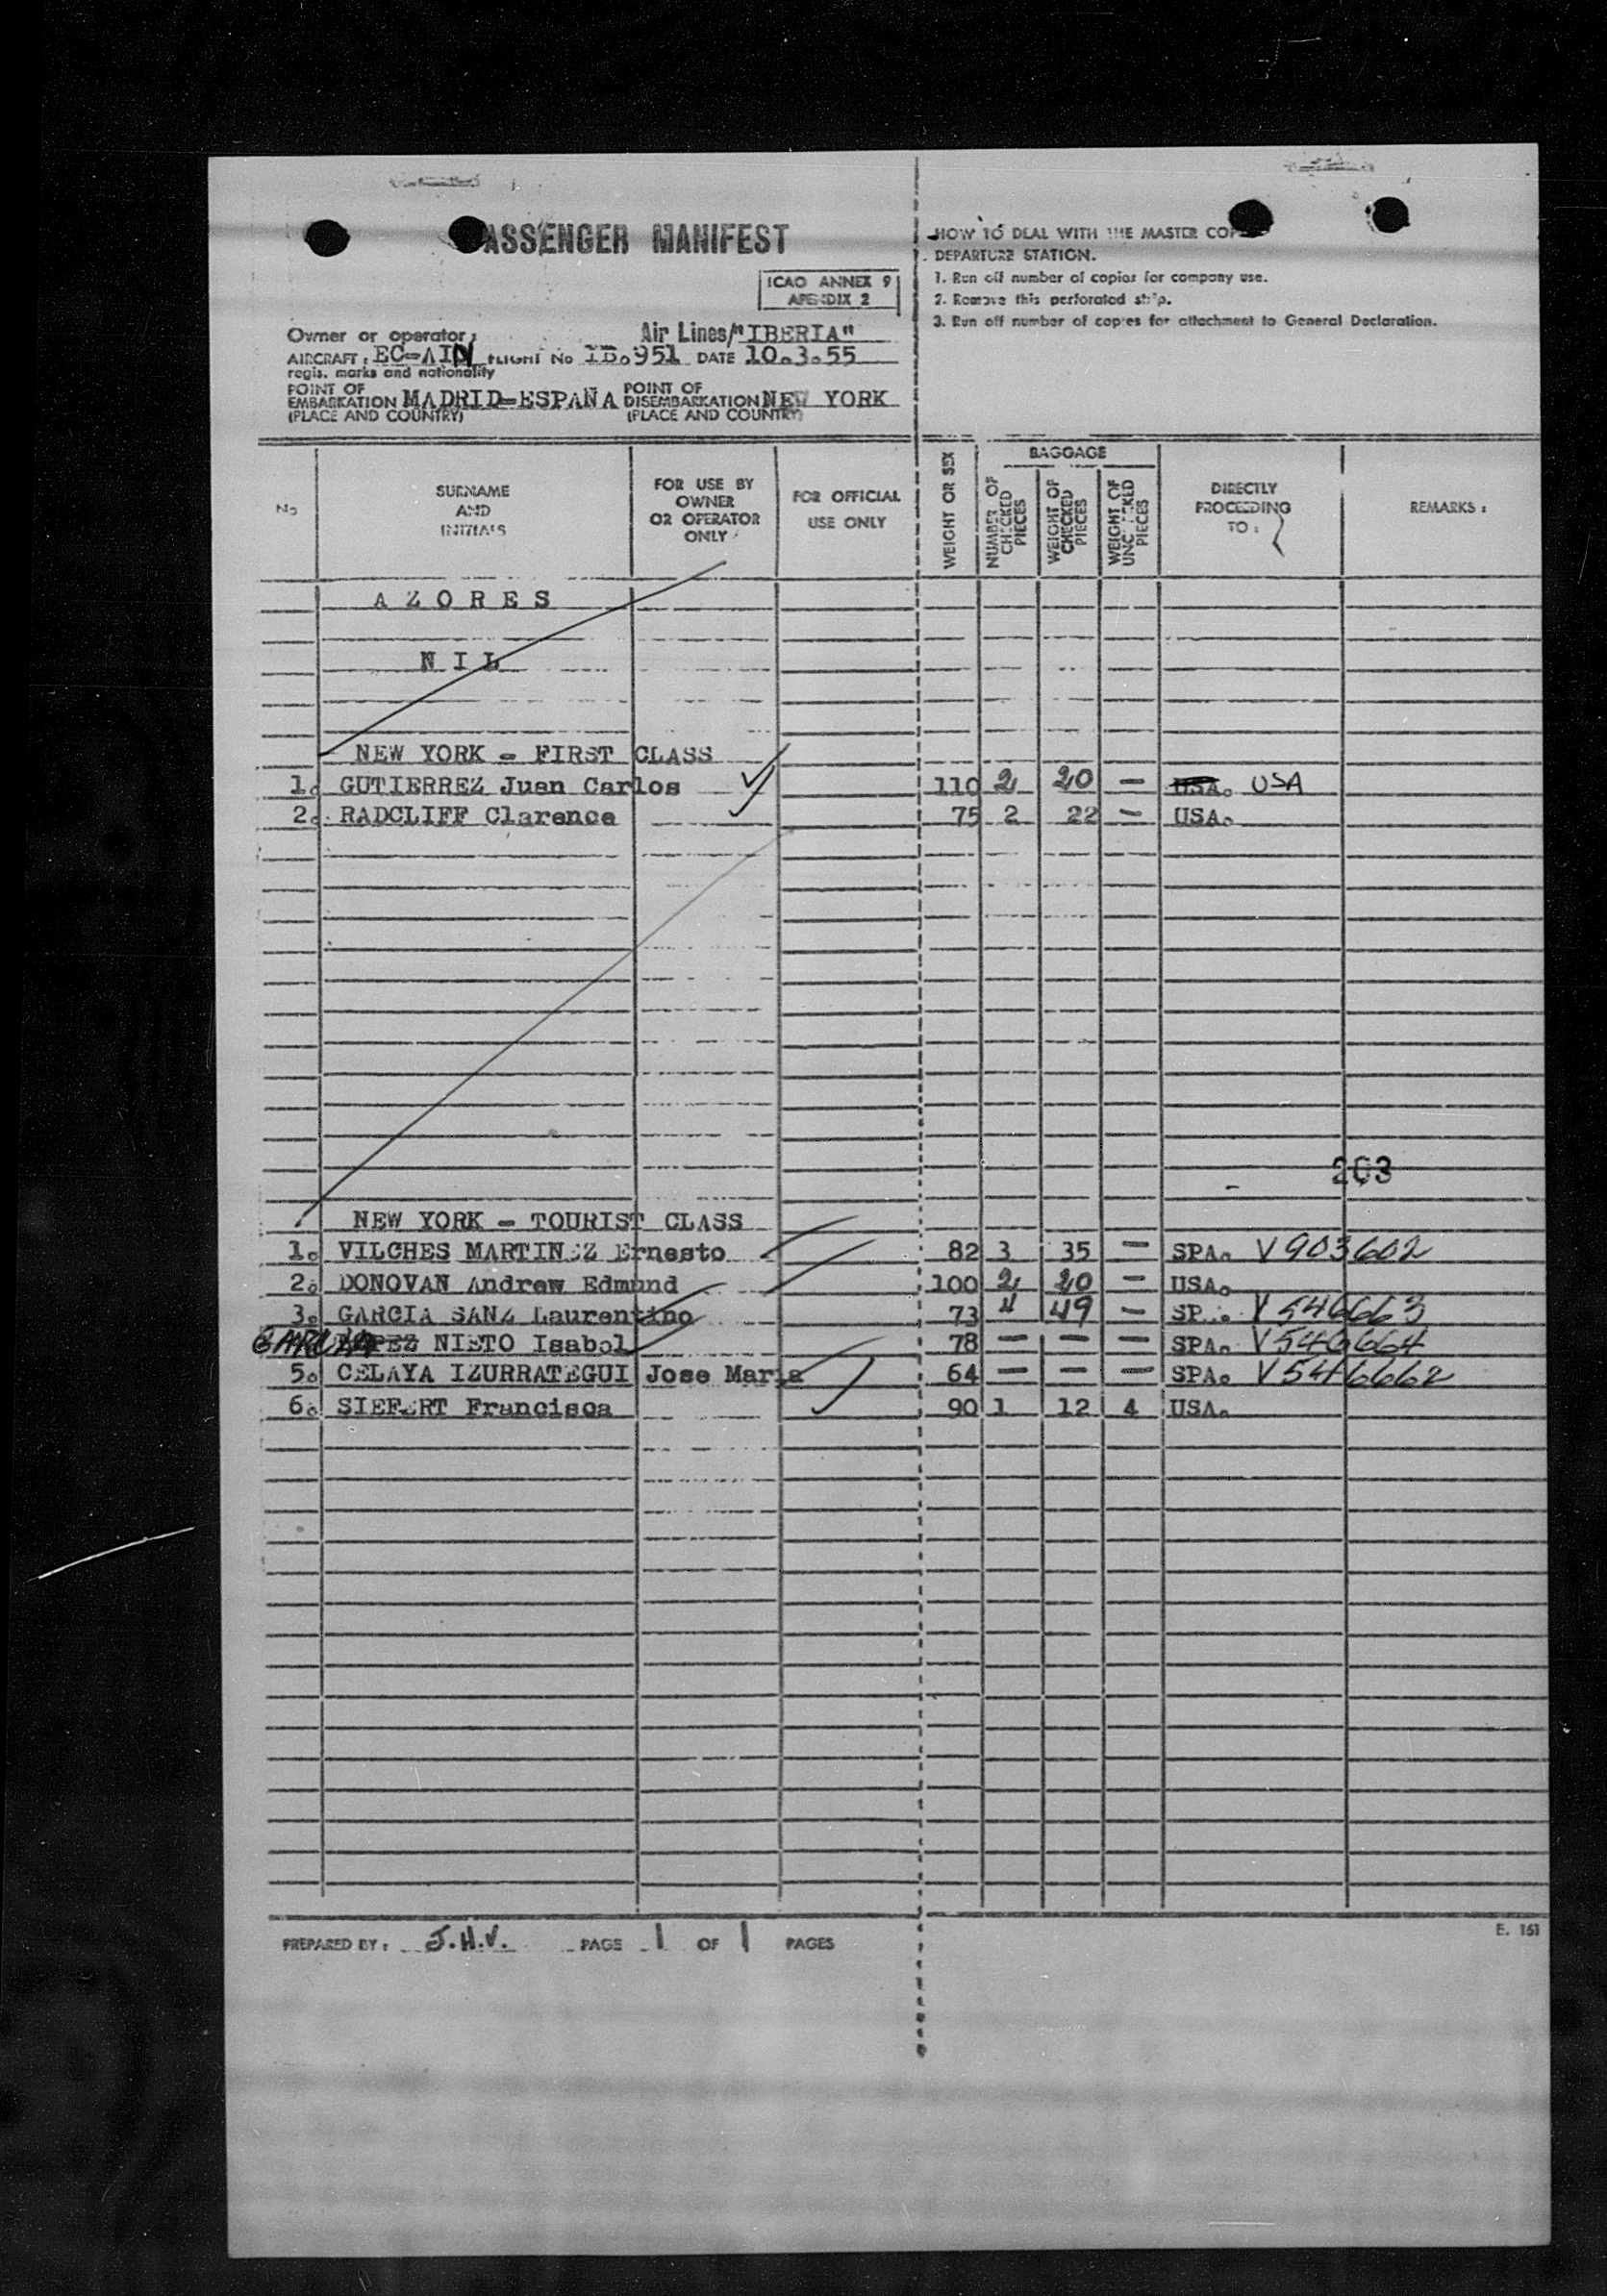 PASSENGER MANIFEST
ICAO ANNEX 9
APENDIX 2
Owner or operator: Air Lines/"IBERIA"
AIRCRAFT: EC-AIN FLIGHT No IB.951 DATE 10.3.55
regis. marks and nationality
POINT OF EMBARKATION MADRID-ESPAÑA POINT OF DISEMBARKATION NEW YORK
(PLACE AND COUNTRY) (PLACE AND COUNTRY)
HOW TO DEAL WITH THE MASTER COPY
DEPARTURE STATION.
1. Run off number of copies for company use.
2. Remove this perforated strip.
3. Run off number of copies for attachment to General Declaration.
No
SURNAME AND INITIALS
FOR USE BY OWNER OR OPERATOR ONLY
FOR OFFICIAL USE ONLY
WEIGHT OR SEX
BAGGAGE
NUMBER OF CHECKED PIECES
WEIGHT OF CHECKED PIECES
WEIGHT OF UNCHECKED PIECES
DIRECTLY PROCEEDING TO:
REMARKS:
AZORES
NIL
NEW YORK - FIRST CLASS
1. GUTIERREZ Juan Carlos 110 2 20 — USA. USA
2. RADCLIFF Clarence 75 2 22 — USA.
203
NEW YORK - TOURIST CLASS
1. VILCHES MARTINEZ Ernesto 82 3 35 — SPA. V903602
2. DONOVAN Andrew Edmund 100 2 20 — USA.
3. GARCIA SANZ Laurentino 73 4 49 — SPA. V546663
GARCIA LOPEZ NIETO Isabel 78 — — — SPA. V546664
5. CELAYA IZURRATEGUI Jose Maria 64 — — — SPA. V546662
6. SIEFERT Francisca 90 1 12 4 USA.
PREPARED BY: J.H.V. PAGE 1 OF 1 PAGES
E. 151